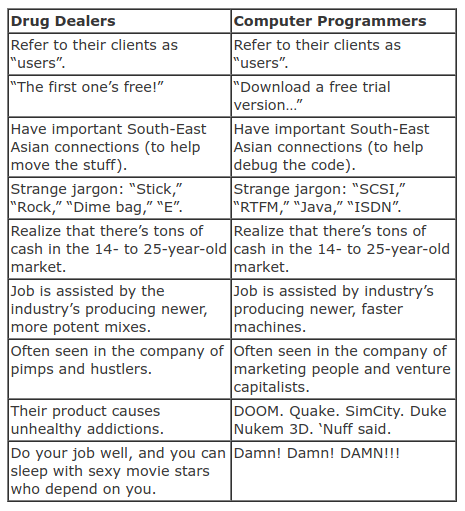 Drug Dealers
Computer Programmers
Refer to their clients as
“users”.
Refer to their clients as
“users”.
“The first one’s free!”
“Download a free trial
version…”
Have important South-East
Asian connections (to help
move the stuff).
Have important South-East
Asian connections (to help
debug the code).
Strange jargon: “Stick,”
“Rock,” “Dime bag,” “E”.
Strange jargon: “SCSI,”
“RTFM,” “Java,” “ISDN”.
Realize that there’s tons of
cash in the 14- to 25-year-old
market.
Realize that there’s tons of
cash in the 14- to 25-year-old
market.
Job is assisted by the
industry’s producing newer,
more potent mixes.
Job is assisted by industry’s
producing newer, faster
machines.
Often seen in the company of
pimps and hustlers.
Often seen in the company of
marketing people and venture
capitalists.
Their product causes
unhealthy addictions.
DOOM. Quake. SimCity. Duke
Nukem 3D. ‘Nuff said.
Do your job well, and you can
sleep with sexy movie stars
who depend on you.
Damn! Damn! DAMN!!!